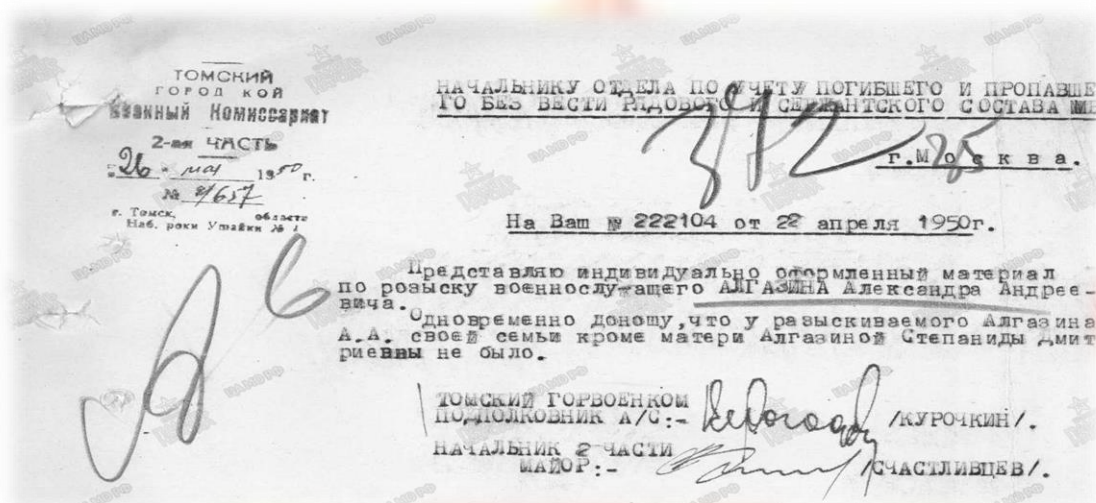 ТОМСКИЙ
ГОРОД КОЙ
Военный Комиссариат
2-ая ЧАСТЬ
"26" мая 1950 г.
№ 2/657
г. Томск, области
Наб. реки Ушайки № 1
НАЧАЛЬНИКУ ОТДЕЛА ПО УЧЕТУ ПОГИБШЕГО И ПРОПАВШЕ
ГО БЕЗ ВЕСТИ РЯДОВОГО И СЕРЖАНТСКОГО СОСТАВА
г.Москва.
На Ваш № 222104 от 22 апреля 1950г.
Представляю индивидуально оформленный материал
по розыску военнослужащего АЛГАЗИНА Александра Андрее-
вича.
Одновременно доношу,что у разыскиваемого Алгазина
А.А. своей семьи кроме матери Алгазиной Степаниды Дмит
риевны не было.
ТОМСКИЙ ГОРВОЕНКОМ
ПОДПОЛКОВНИК А/С:- /КУРОЧКИН/.
НАЧАЛЬНИК 2 ЧАСТИ
МАЙОР:- /СЧАСТЛИВЦЕВ/.